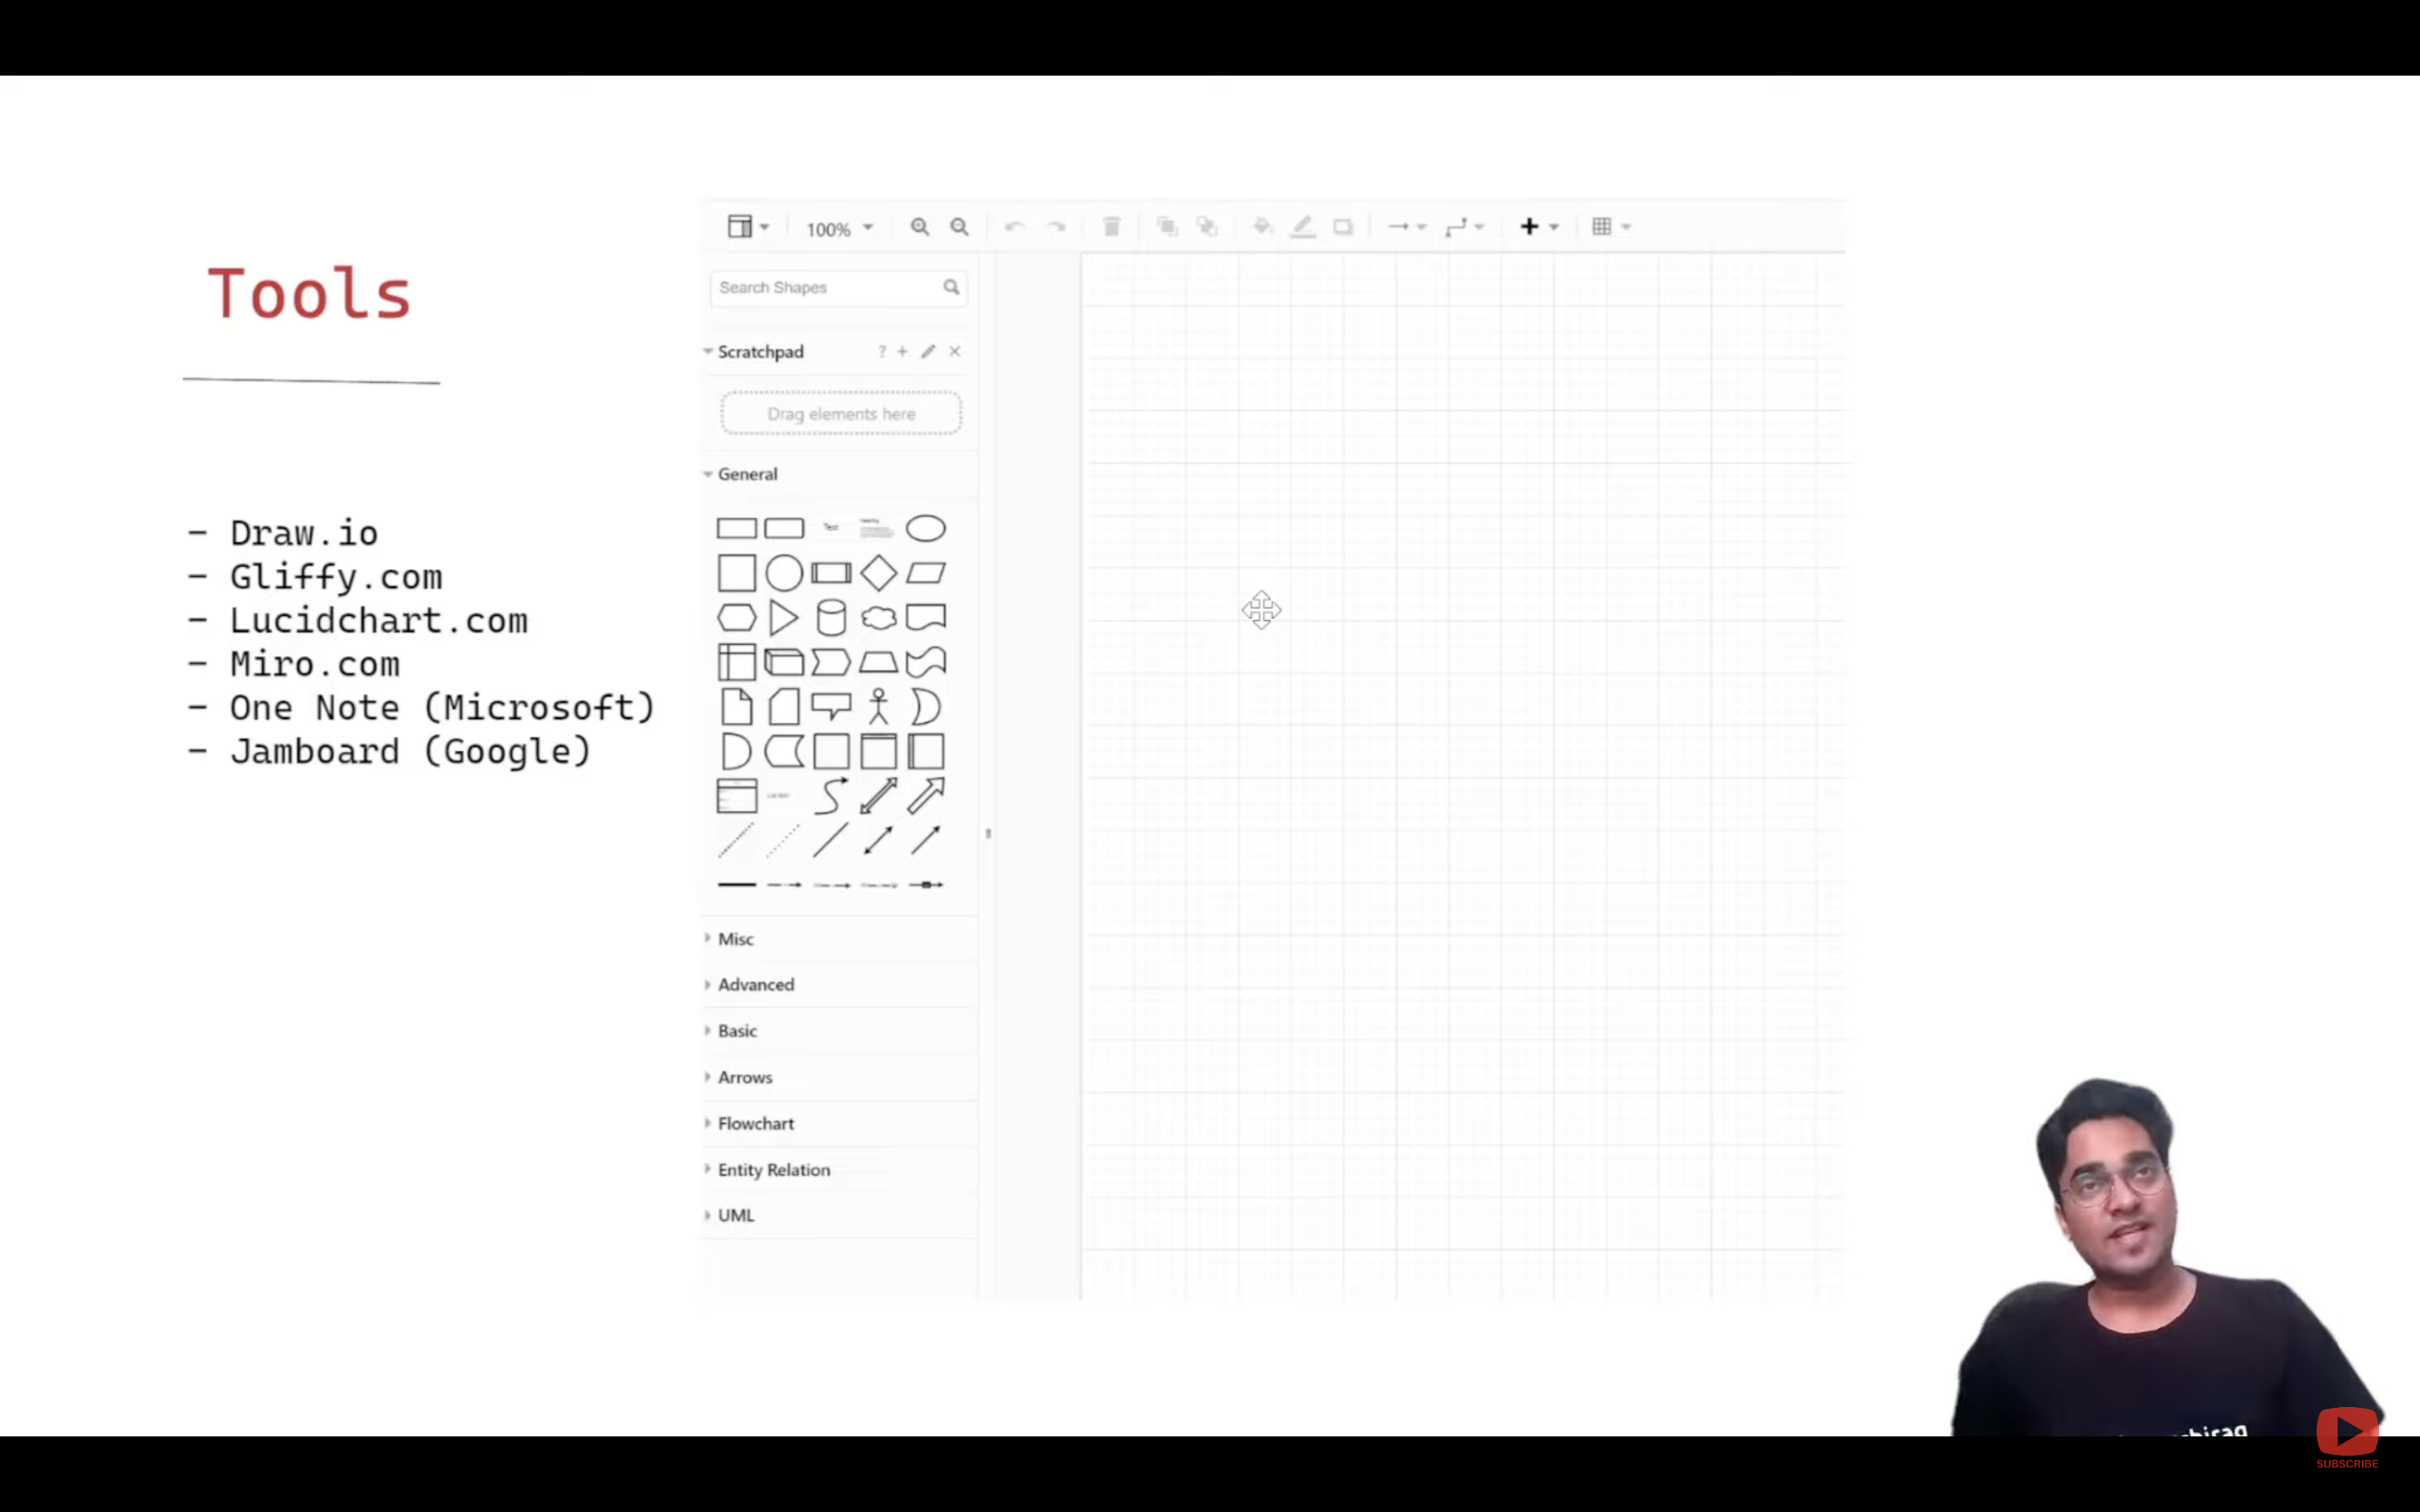 Tools
- Draw.io
- Gliffy.com
- Lucidchart.com
- Miro.com
- One Note (Microsoft)
- Jamboard (Google)
100%
Search Shapes
Scratchpad ? +
Drag elements here
General
Text
Misc
Advanced
Basic
Arrows
Flowchart
Entity Relation
UML
SUBSCRIBE